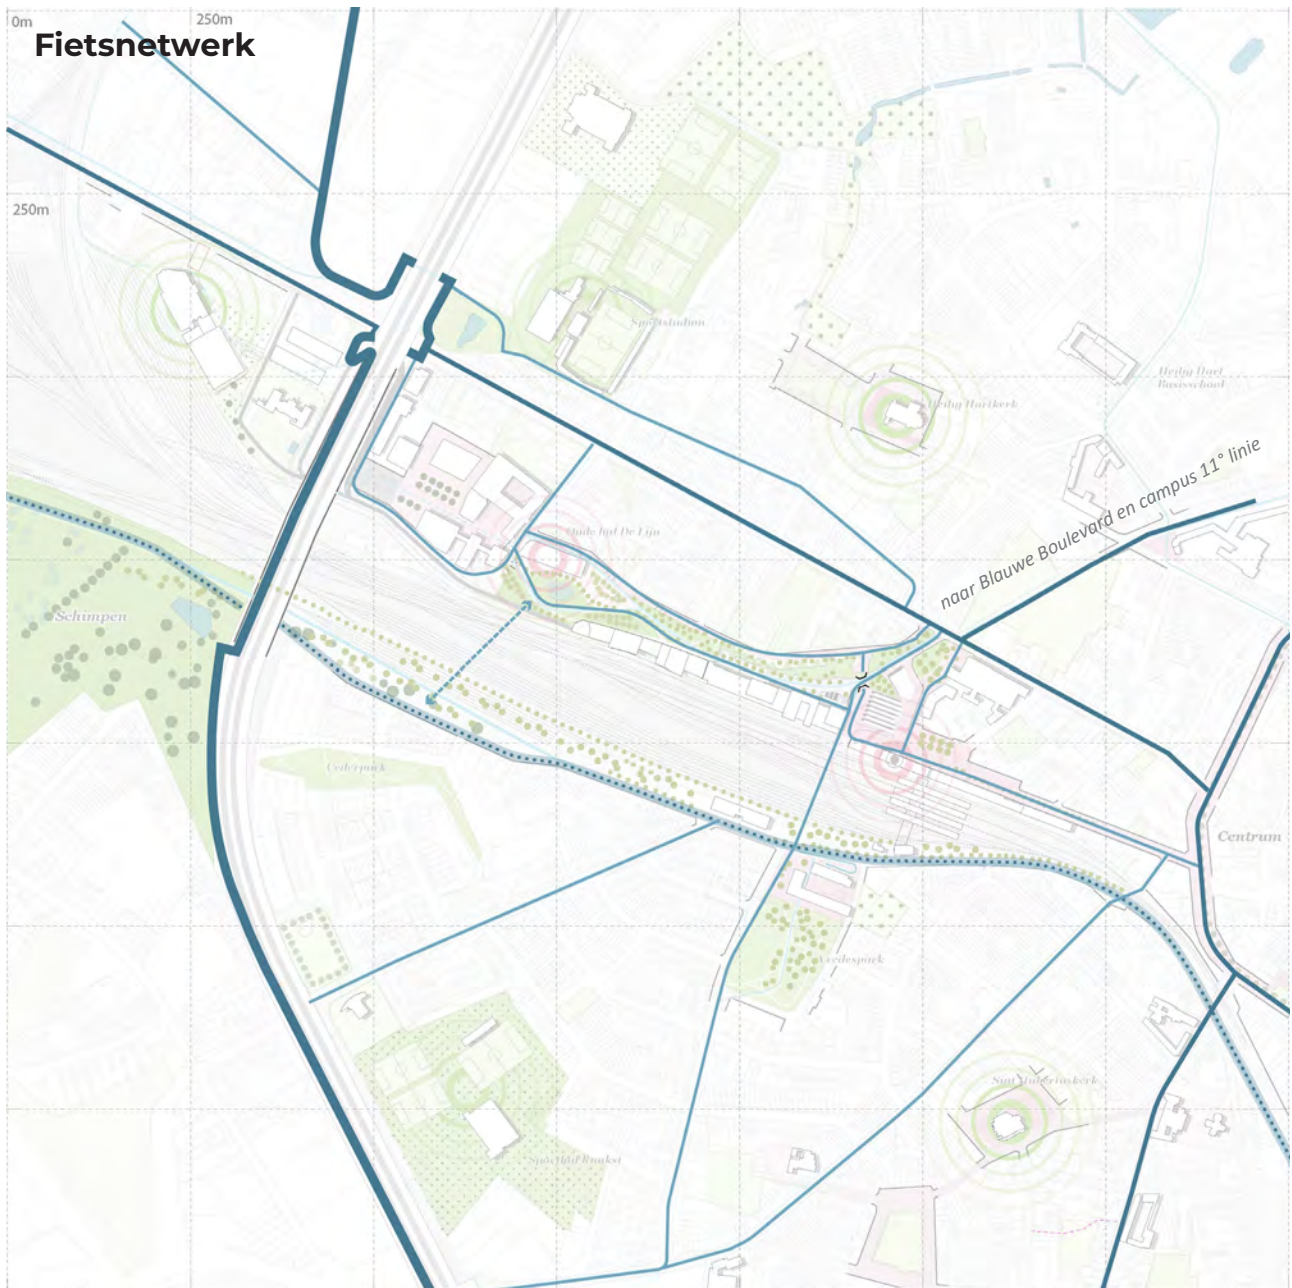 0m
250m
Fietsnetwerk
250m
Sportstadion
Heilig Hart
Basisschool
Heilig Hartkerk
naar Blauwe Boulevard en campus 11° linie
Oude hal De Lijn
Schimpen
Centrum
Vredespark
Sint Hubertuskerk